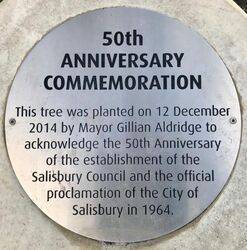 50th
ANNIVERSARY
COMMEMORATION
This tree was planted on 12 December
2014 by Mayor Gillian Aldridge to
acknowledge the 50th Anniversary
of the establishment of the
Salisbury Council and the official
proclamation of the City of
Salisbury in 1964.